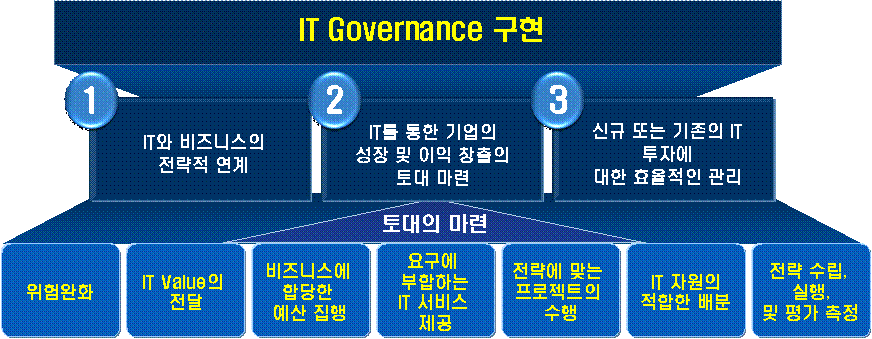 IT Governance 구현
1
IT와 비즈니스의
전략적 연계
2
IT를 통한 기업의
성장 및 이익 창출의
토대 마련
3
신규 또는 기존의 IT
투자에
대한 효율적인 관리
토대의 마련
위험완화
IT Value의
전달
비즈니스에
합당한
예산 집행
요구에
부합하는
IT 서비스
제공
전략에 맞는
프로젝트의
수행
IT 자원의
적합한 배분
전략 수립,
실행,
및 평가 측정